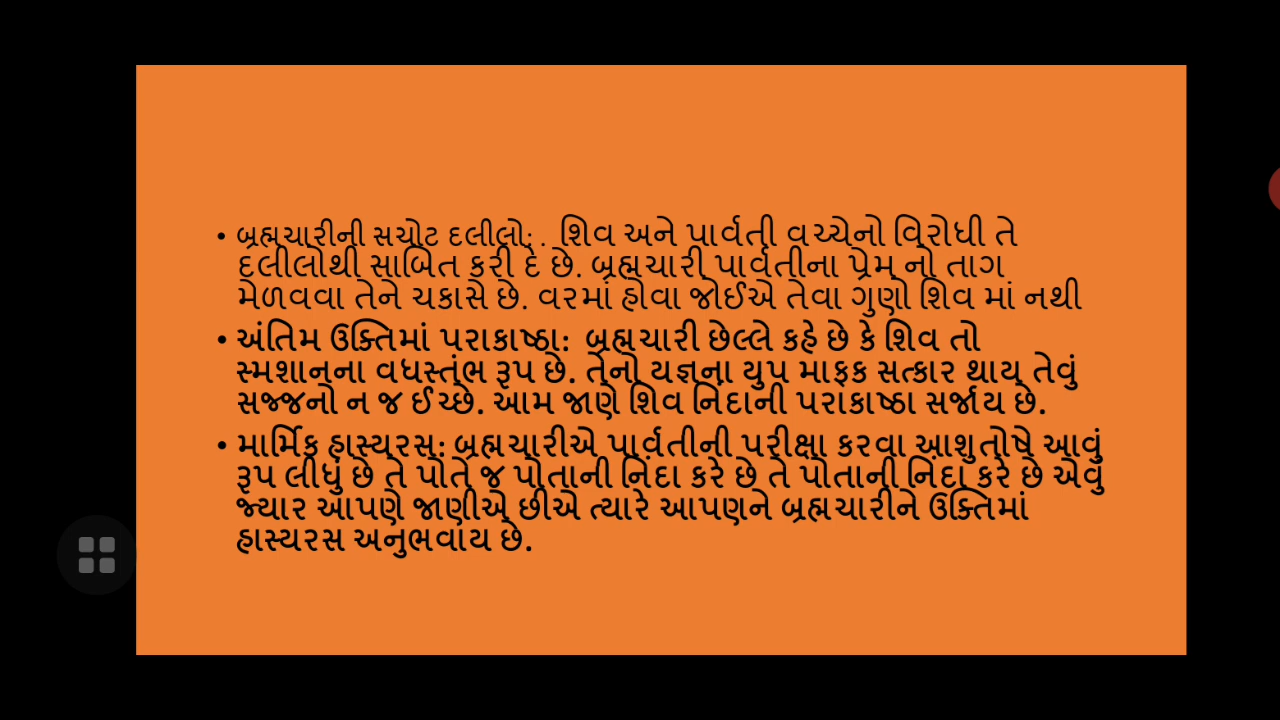 • બ્રહ્મચારીની સચોટ દલીલો: . શિવ અને પાર્વતી વચ્ચેનો વિરોધી તે
દલીલોથી સાબિત કરી દે છે. બ્રહ્મચારી પાર્વતીના પ્રેમ નો તાગ
મેળવવા તેને ચકાસે છે. વરમાં હોવા જોઈએ તેવા ગુણો શિવ માં નથી
• અંતિમ ઉક્તિમાં પરાકાષ્ઠા: બ્રહ્મચારી છેલ્લે કહે છે કે શિવ તો
સ્મશાનના વધસ્તંભ રૂપ છે. તેનો યજ્ઞના યુપ માફક સત્કાર થાય તેવું
સજ્જનો ન જ ઈચ્છે. આમ જાણે શિવ નિંદાની પરાકાષ્ઠા સર્જાય છે.
• માર્મિક હાસ્યરસ: બ્રહ્મચારીએ પાર્વતીની પરીક્ષા કરવા આશુતોષે આવું
રૂપ લીધું છે તે પોતે જ પોતાની નિંદા કરે છે તે પોતાની નિંદા કરે છે એવું
જ્યાર આપણે જાણીએ છીએ ત્યારે આપણને બ્રહ્મચારીને ઉક્તિમાં
હાસ્યરસ અનુભવાય છે.